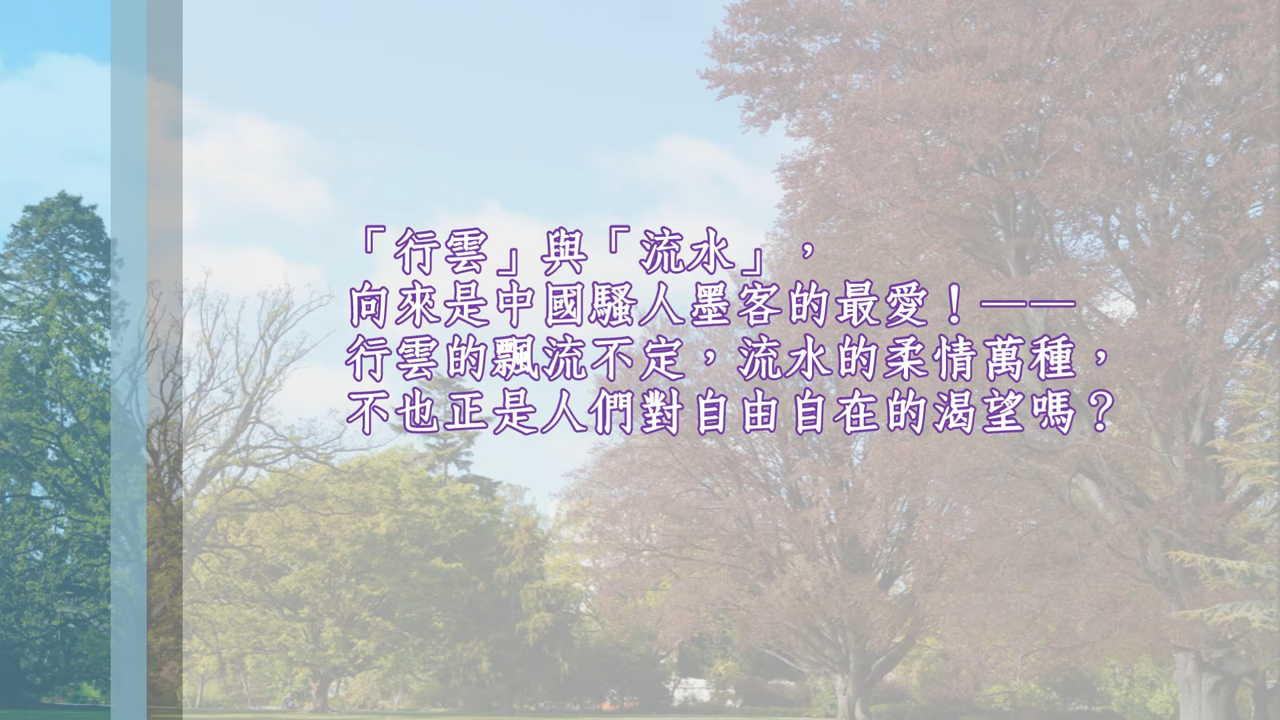 「行雲」與「流水」，
向來是中國騷人墨客的最愛！——
行雲的飄流不定，流水的柔情萬種，
不也正是人們對自由自在的渴望嗎？